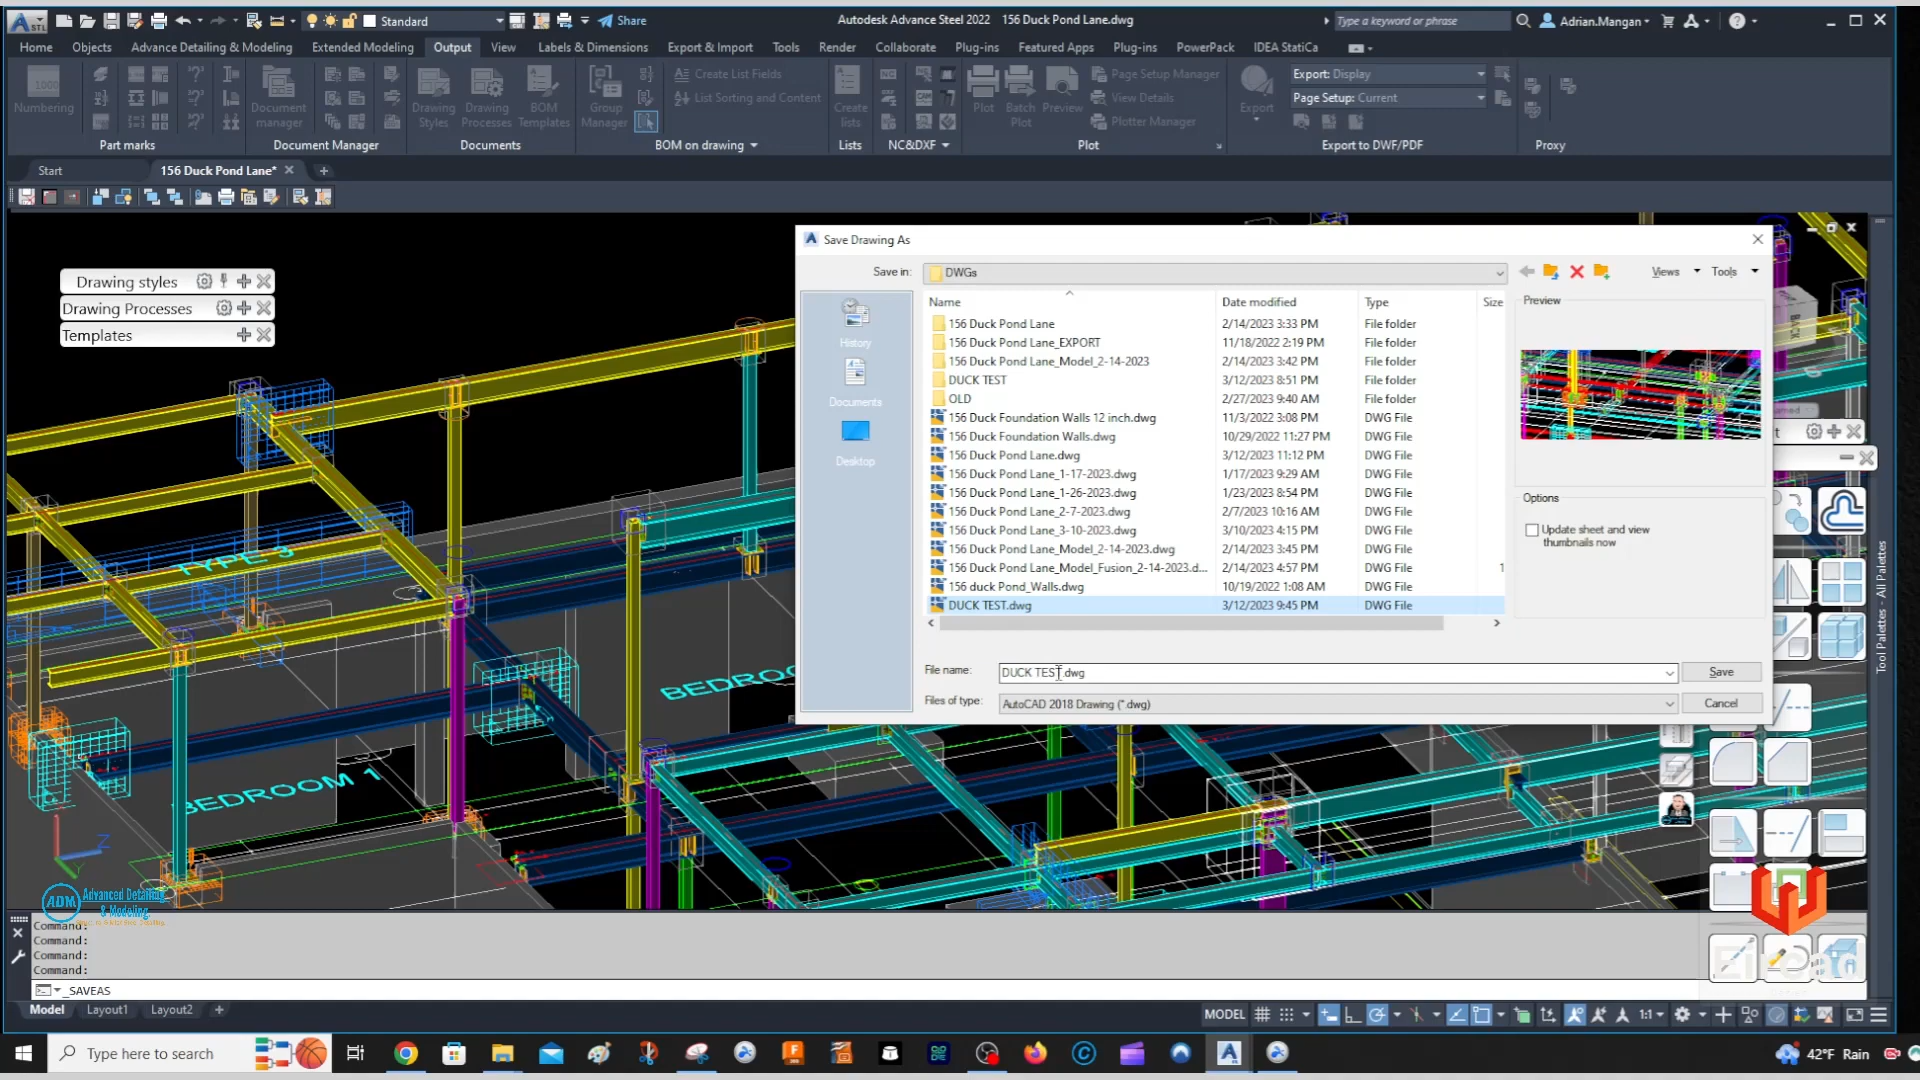 Standard
Share
Autodesk Advance Steel 2022 156 Duck Pond Lane.dwg
Type a keyword or phrase
Adrian.Mangan
Home Objects Advance Detailing & Modeling Extended Modeling Output View Labels & Dimensions Export & Import Tools Render Collaborate Plug-ins Featured Apps Plug-ins PowerPack IDEA StatiCa
Numbering
Document manager
Drawing Styles
Drawing Processes
BOM Templates
Group Manager
Create List Fields
List Sorting and Content
Create lists
Plot
Batch Plot
Preview
Page Setup Manager
View Details
Plotter Manager
Export
Export: Display
Page Setup: Current
Part marks Document Manager Documents BOM on drawing Lists NC&DXF Plot Export to DWF/PDF Proxy
Start 156 Duck Pond Lane*
Drawing styles
Drawing Processes
Templates
Save Drawing As
Save in: DWGs
Views Tools
History
Documents
Desktop
Name Date modified Type Size
156 Duck Pond Lane 2/14/2023 3:33 PM File folder
156 Duck Pond Lane_EXPORT 11/18/2022 2:19 PM File folder
156 Duck Pond Lane_Model_2-14-2023 2/14/2023 3:42 PM File folder
DUCK TEST 3/12/2023 8:51 PM File folder
OLD 2/27/2023 9:40 AM File folder
156 Duck Foundation Walls 12 inch.dwg 11/3/2022 3:08 PM DWG File
156 Duck Foundation Walls.dwg 10/29/2022 11:27 PM DWG File
156 Duck Pond Lane.dwg 3/12/2023 11:12 PM DWG File
156 Duck Pond Lane_1-17-2023.dwg 1/17/2023 9:29 AM DWG File
156 Duck Pond Lane_1-26-2023.dwg 1/23/2023 8:54 PM DWG File
156 Duck Pond Lane_2-7-2023.dwg 2/7/2023 10:16 AM DWG File
156 Duck Pond Lane_3-10-2023.dwg 3/10/2023 4:15 PM DWG File
156 Duck Pond Lane_Model_2-14-2023.dwg 2/14/2023 3:45 PM DWG File
156 Duck Pond Lane_Model_Fusion_2-14-2023.d... 2/14/2023 4:57 PM DWG File 1
156 duck Pond_Walls.dwg 10/19/2022 1:08 AM DWG File
DUCK TEST.dwg 3/12/2023 9:45 PM DWG File
Preview
Options
Update sheet and view
thumbnails now
File name: DUCK TEST.dwg Save
Files of type: AutoCAD 2018 Drawing (*.dwg) Cancel
BACK
Tool Palettes - All Palettes
TYPE 3
BEDROOM 1
ADM Advanced Detailing
& Modeling.
Command:
Command:
Command:
Command:
_SAVEAS
Model Layout1 Layout2
MODEL 1:1
Type here to search
42°F Rain